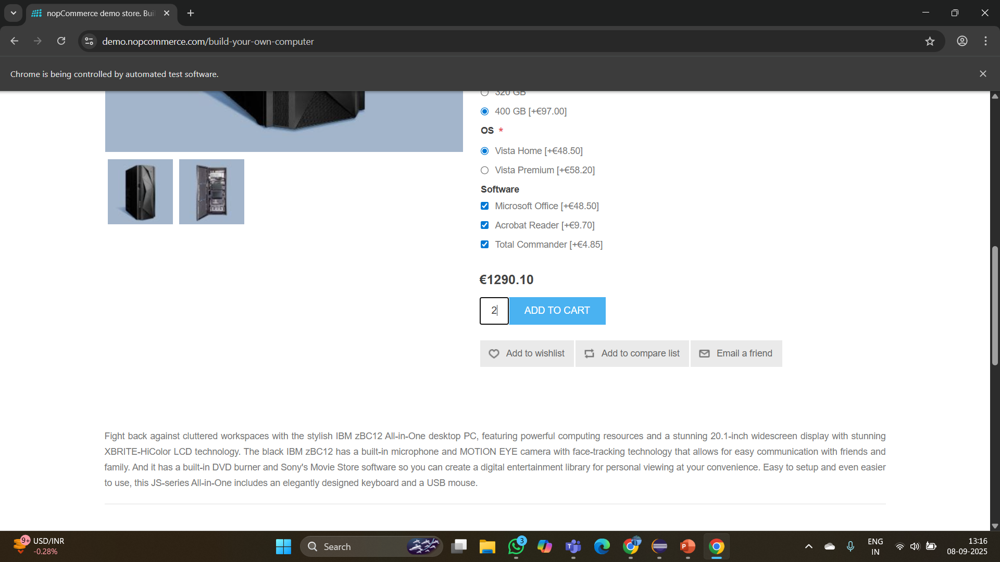 nopCommerce demo store. Bui
demo.nopcommerce.com/build-your-own-computer
Chrome is being controlled by automated test software.
320 GB
400 GB [+€97.00]
OS *
Vista Home [+€48.50]
Vista Premium [+€58.20]
Software
Microsoft Office [+€48.50]
Acrobat Reader [+€9.70]
Total Commander [+€4.85]
€1290.10
2
ADD TO CART
Add to wishlist
Add to compare list
Email a friend
Fight back against cluttered workspaces with the stylish IBM zBC12 All-in-One desktop PC, featuring powerful computing resources and a stunning 20.1-inch widescreen display with stunning
XBRITE-HiColor LCD technology. The black IBM zBC12 has a built-in microphone and MOTION EYE camera with face-tracking technology that allows for easy communication with friends and
family. And it has a built-in DVD burner and Sony's Movie Store software so you can create a digital entertainment library for personal viewing at your convenience. Easy to setup and even easier
to use, this JS-series All-in-One includes an elegantly designed keyboard and a USB mouse.
9+
USD/INR
-0.28%
Search
3
ENG
IN
13:16
08-09-2025